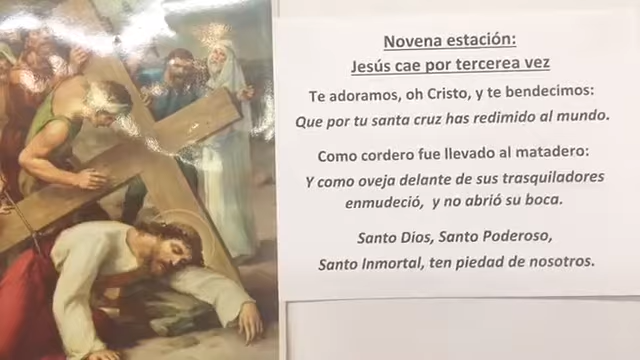 Novena estación:
Jesús cae por tercerea vez
Te adoramos, oh Cristo, y te bendecimos:
Que por tu santa cruz has redimido al mundo.
Como cordero fue llevado al matadero:
Y como oveja delante de sus trasquiladores
enmudeció, y no abrió su boca.
Santo Dios, Santo Poderoso,
Santo Inmortal, ten piedad de nosotros.